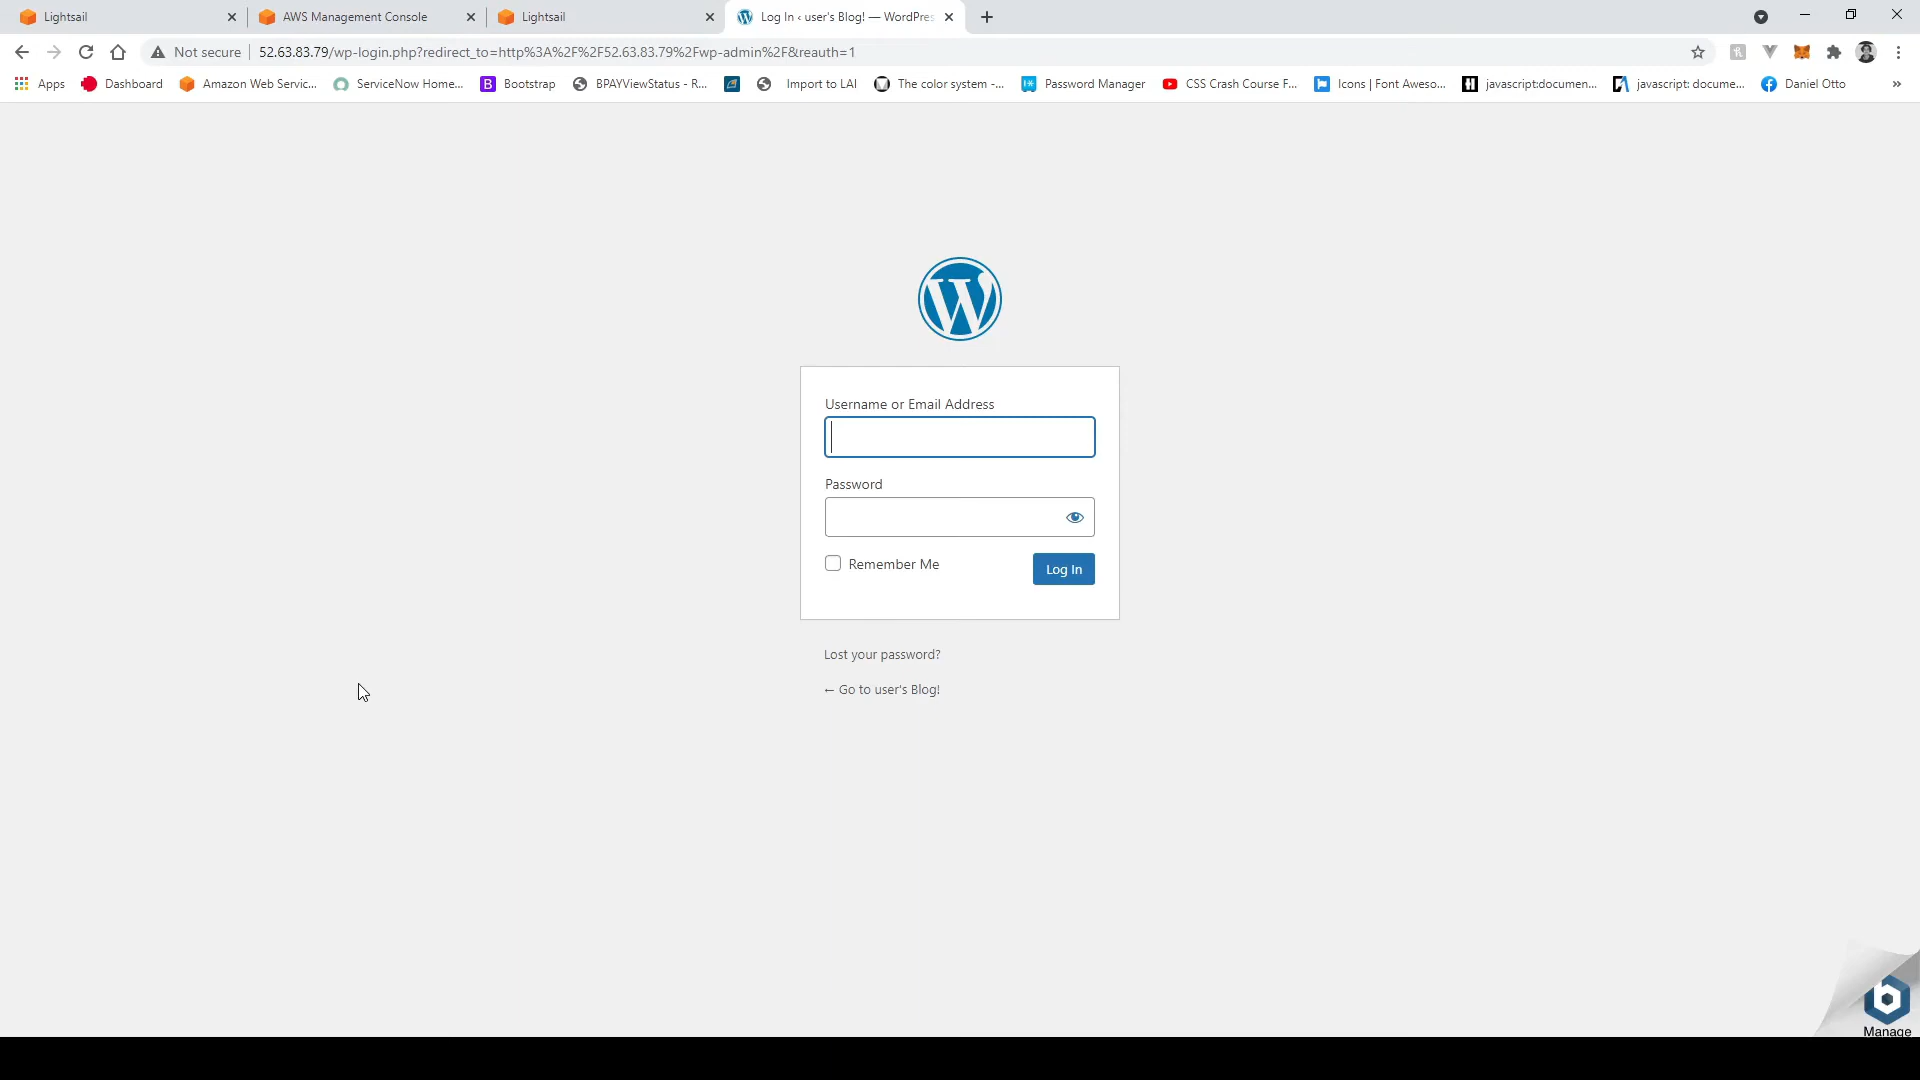 Lightsail
AWS Management Console
Lightsail
Log In ‹ user's Blog! — WordPres
Not secure
52.63.83.79/wp-login.php?redirect_to=http%3A%2F%2F52.63.83.79%2Fwp-admin%2F&reauth=1
Apps
Dashboard
Amazon Web Servic...
ServiceNow Home...
Bootstrap
BPAYViewStatus - R...
Import to LAI
The color system -...
Password Manager
CSS Crash Course F...
Icons | Font Aweso...
javascript:documen...
javascript: docume...
Daniel Otto
»
Username or Email Address
Password
Remember Me
Log In
Lost your password?
← Go to user's Blog!
Manage